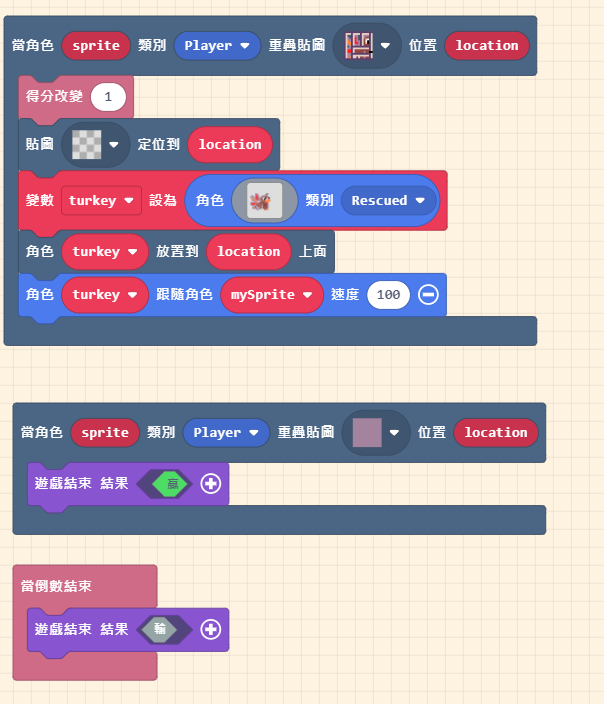 當角色 sprite 類別 Player 重疊貼圖 位置 location
得分改變 1
貼圖 定位到 location
變數 turkey 設為 角色 類別 Rescued
角色 turkey 放置到 location 上面
角色 turkey 跟隨角色 mySprite 速度 100
當角色 sprite 類別 Player 重疊貼圖 位置 location
遊戲結束 結果 贏
當倒數結束
遊戲結束 結果 輸